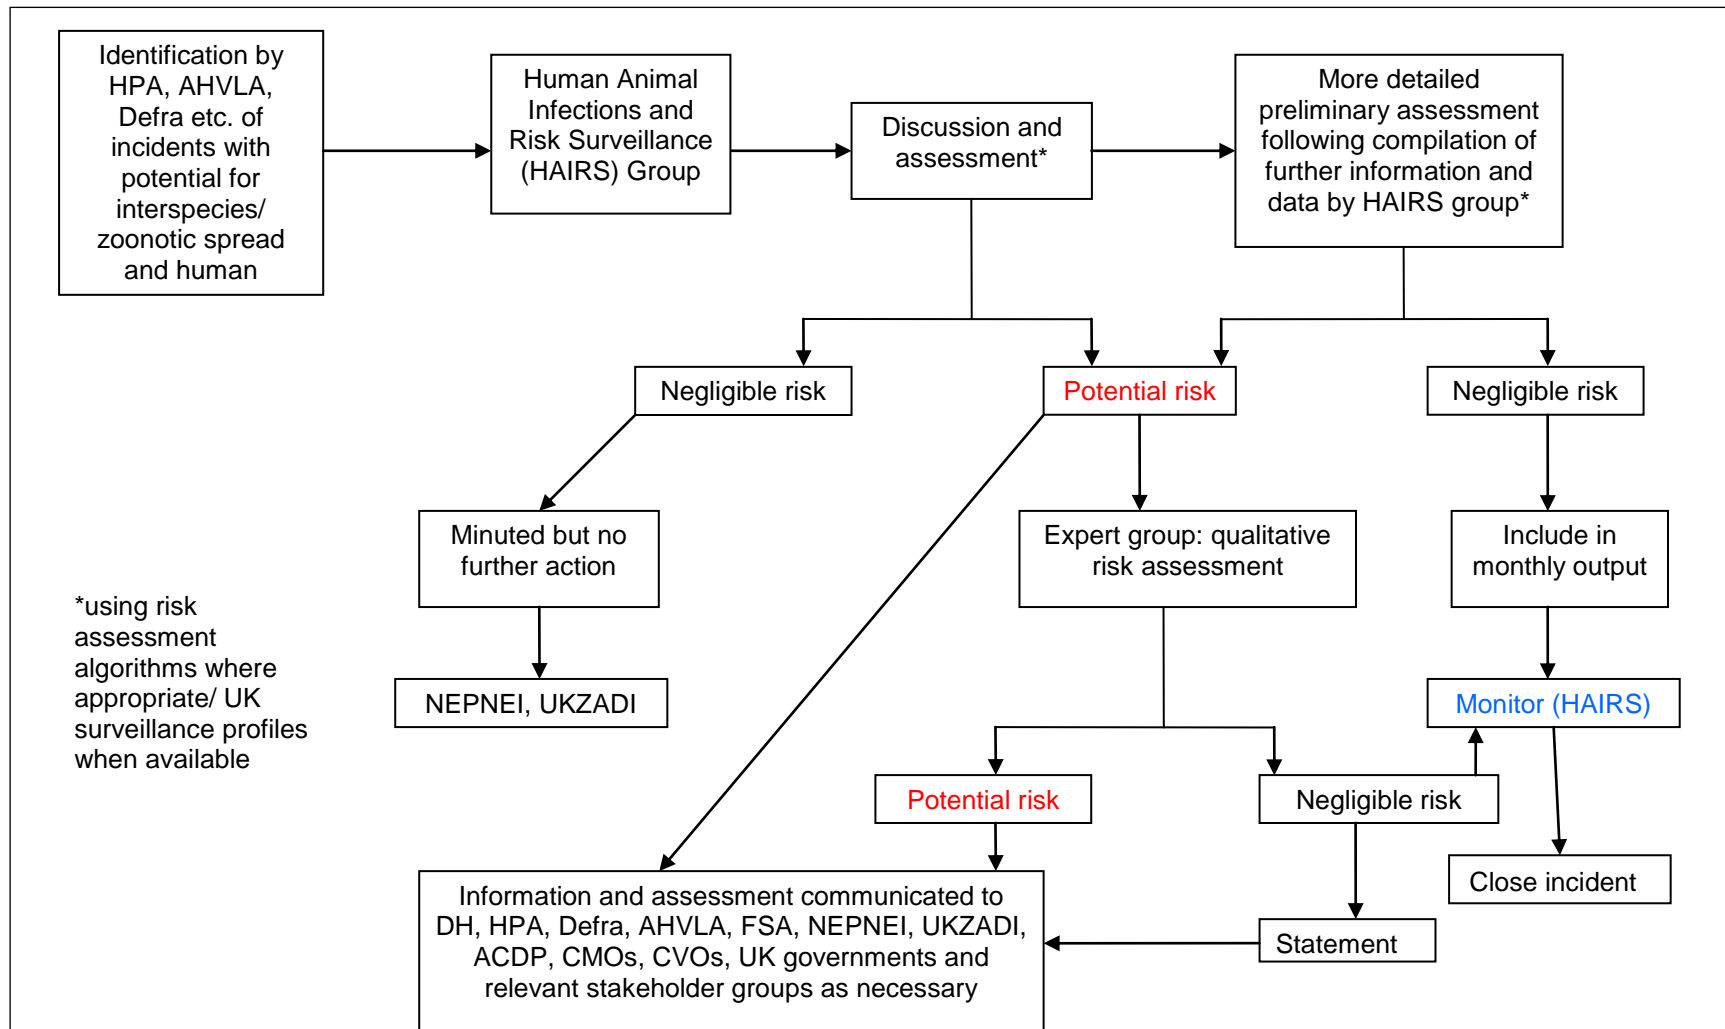 Identification by
HPA, AHVLA,
Defra etc. of
incidents with
potential for
interspecies/
zoonotic spread
and human
Human Animal
Infections and
Risk Surveillance
(HAIRS) Group
Discussion and
assessment*
More detailed
preliminary assessment
following compilation of
further information and
data by HAIRS group*
Negligible risk
Potential risk
Negligible risk
Minuted but no
further action
Expert group: qualitative
risk assessment
Include in
monthly output
*using risk
assessment
algorithms where
appropriate/ UK
surveillance profiles
when available
NEPNEI, UKZADI
Monitor (HAIRS)
Potential risk
Negligible risk
Close incident
Information and assessment communicated to
DH, HPA, Defra, AHVLA, FSA, NEPNEI, UKZADI,
ACDP, CMOs, CVOs, UK governments and
relevant stakeholder groups as necessary
Statement